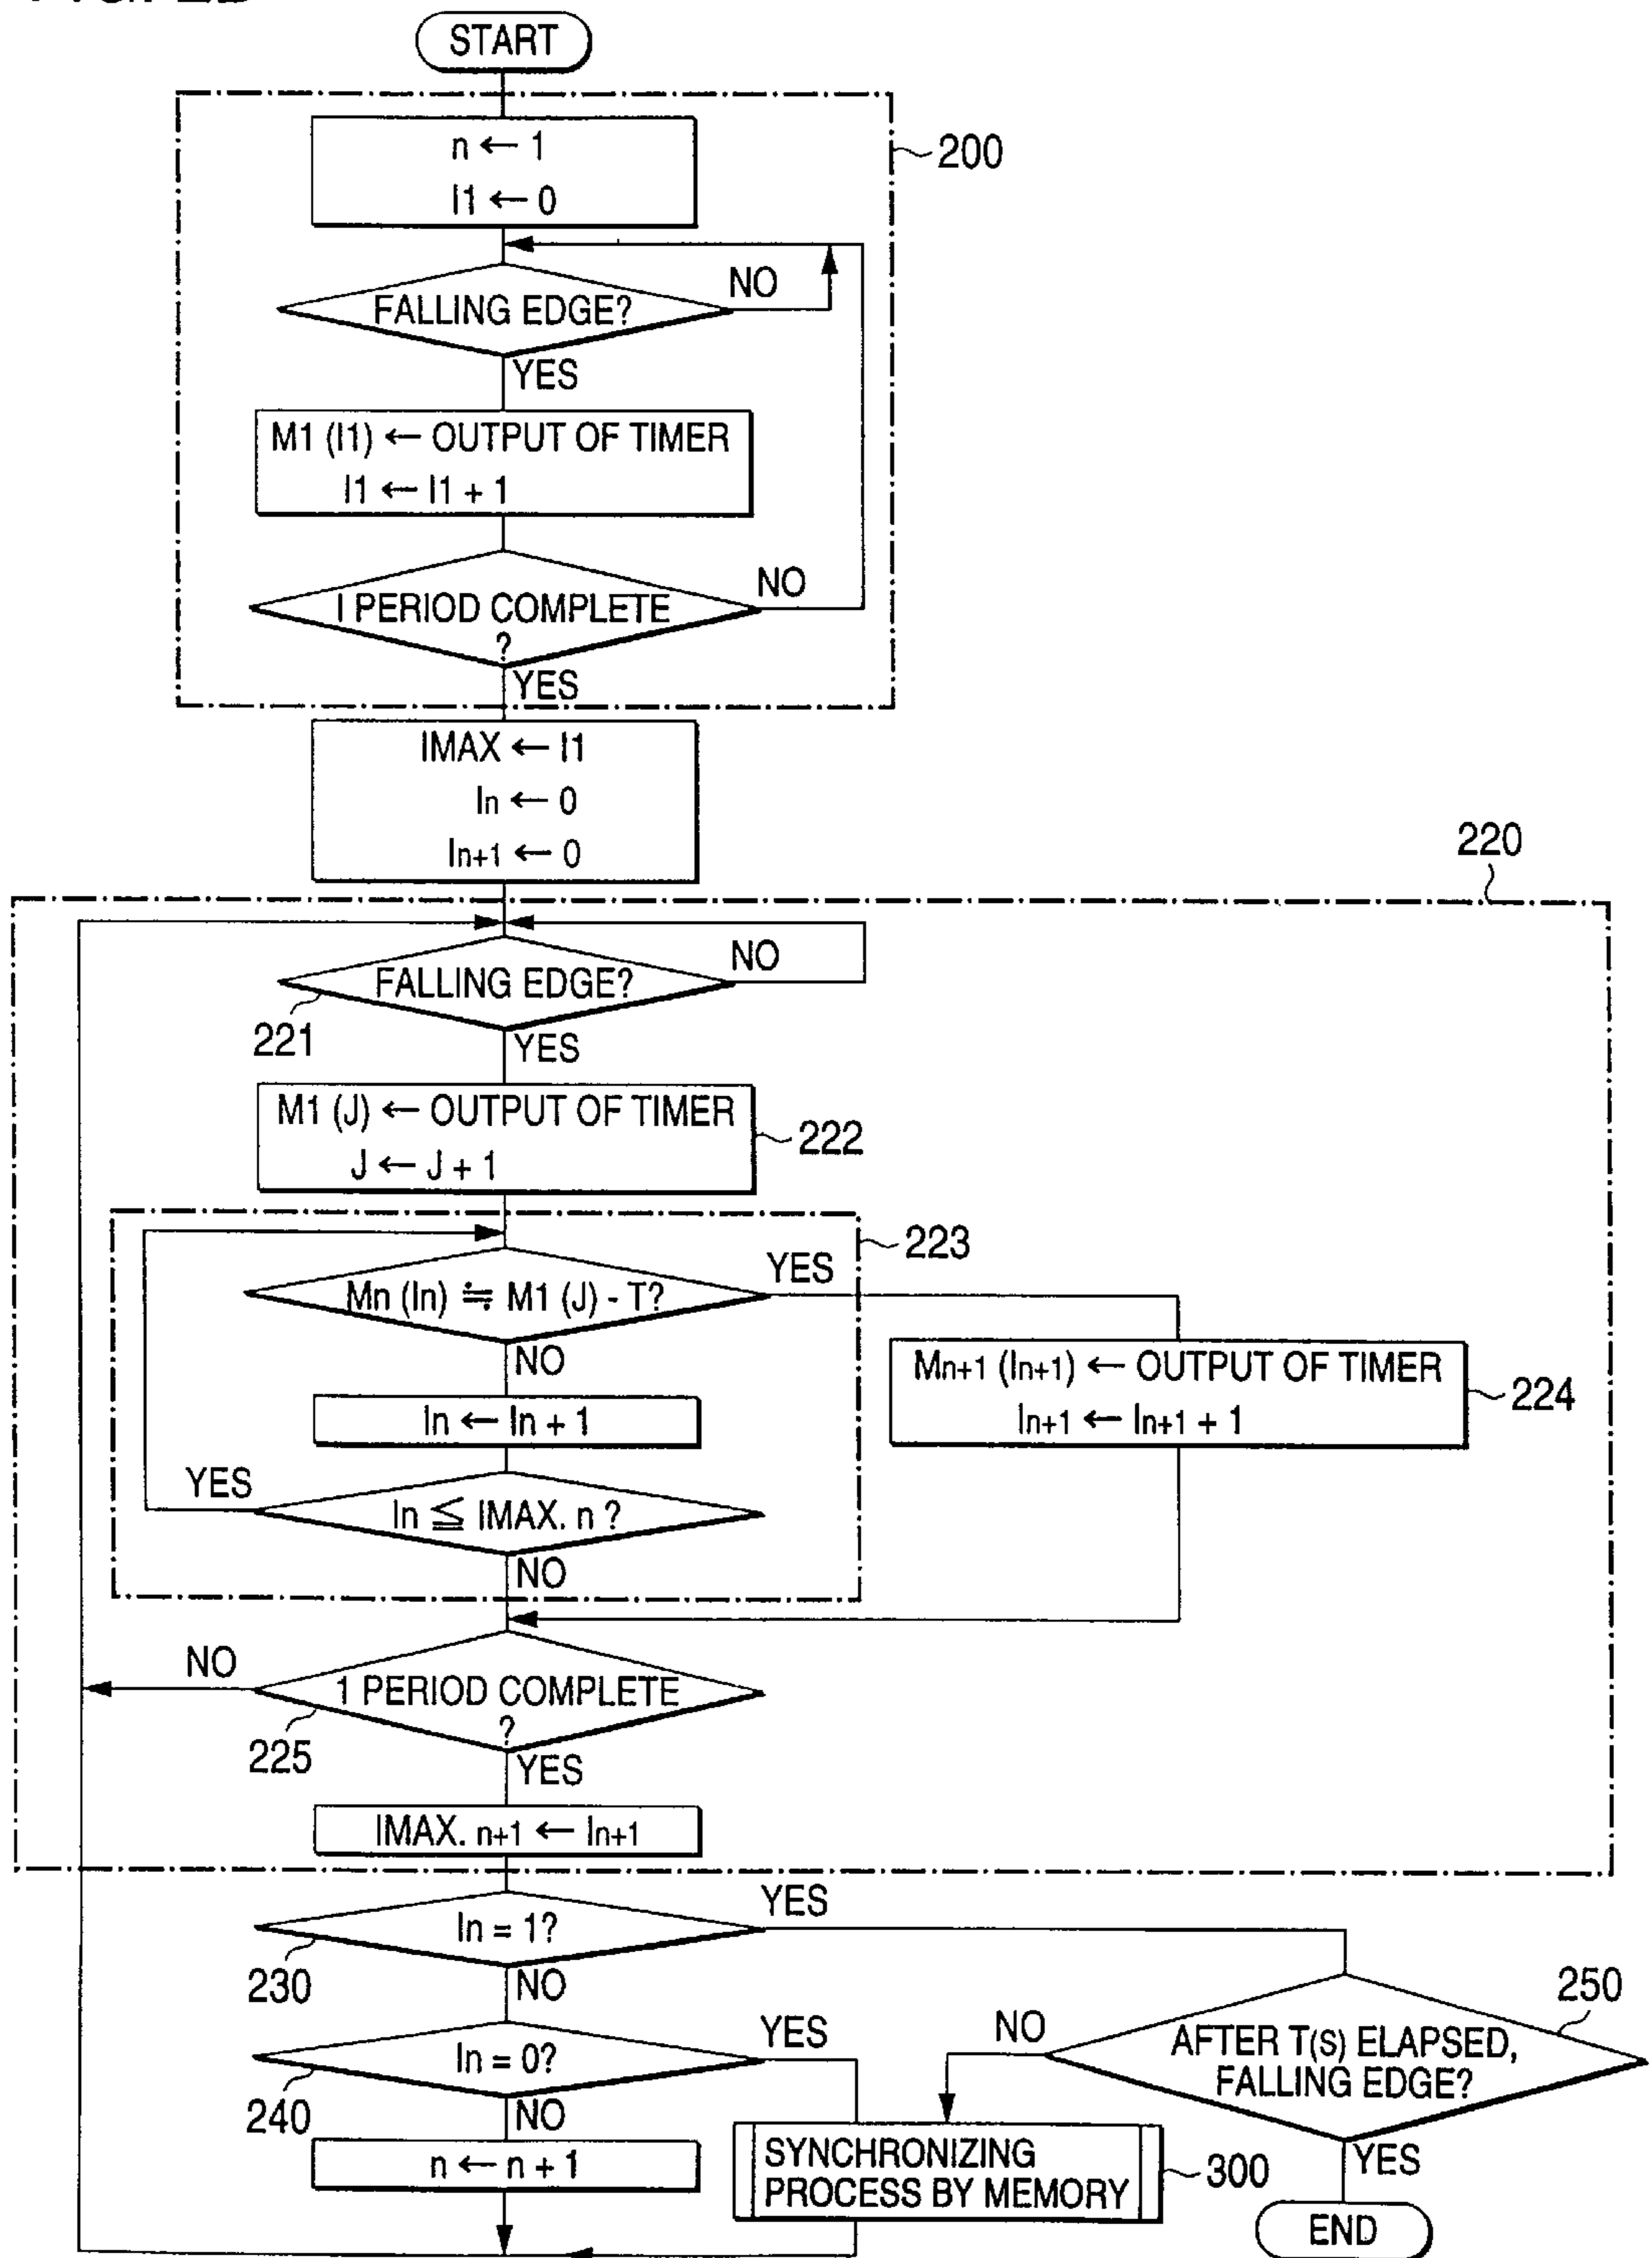 START
n ← 1
I1 ← 0
200
FALLING EDGE?
NO
YES
M1 (I1) ← OUTPUT OF TIMER
I1 ← I1 + 1
I PERIOD COMPLETE
?
NO
YES
IMAX ← I1
In ← 0
In+1 ← 0
220
FALLING EDGE?
NO
221
YES
M1 (J) ← OUTPUT OF TIMER
J ← J + 1
222
223
Mn (In) ≒ M1 (J) - T?
YES
NO
Mn+1 (In+1) ← OUTPUT OF TIMER
In+1 ← In+1 + 1
224
In ← In + 1
YES
In ≦ IMAX. n ?
NO
NO
1 PERIOD COMPLETE
?
225
YES
IMAX. n+1 ← In+1
In = 1?
YES
230
NO
250
NO
AFTER T(S) ELAPSED,
FALLING EDGE?
YES
In = 0?
YES
240
NO
n ← n + 1
SYNCHRONIZING
PROCESS BY MEMORY
300
END